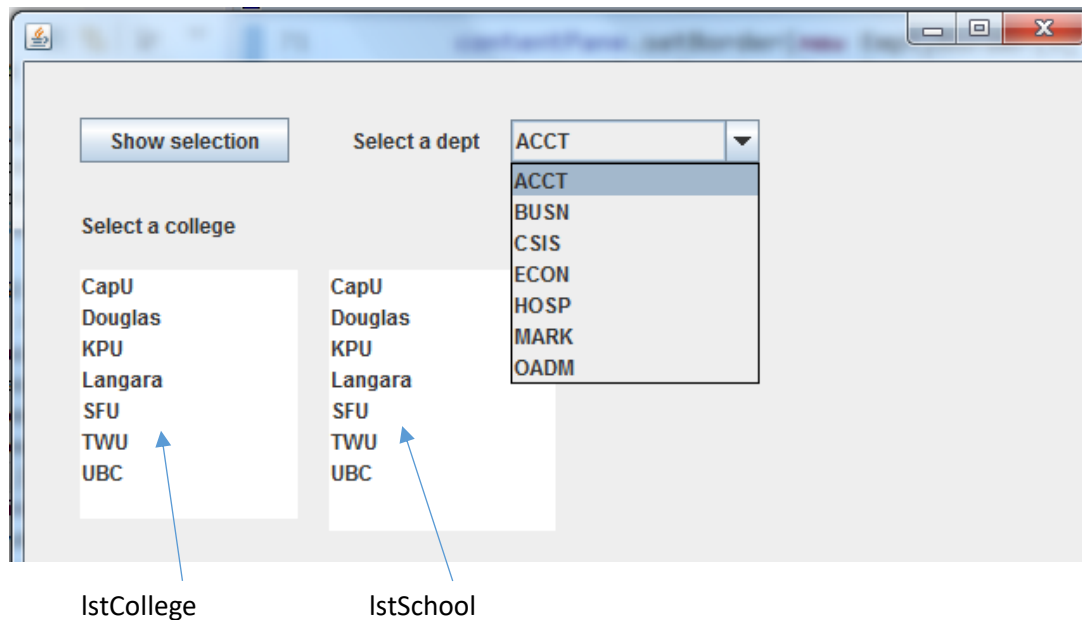 Show selection
Select a dept
ACCT
ACCT
BUSN
CSIS
ECON
HOSP
MARK
OADM
Select a college
CapU
Douglas
KPU
Langara
SFU
TWU
UBC
CapU
Douglas
KPU
Langara
SFU
TWU
UBC
lstCollege
lstSchool